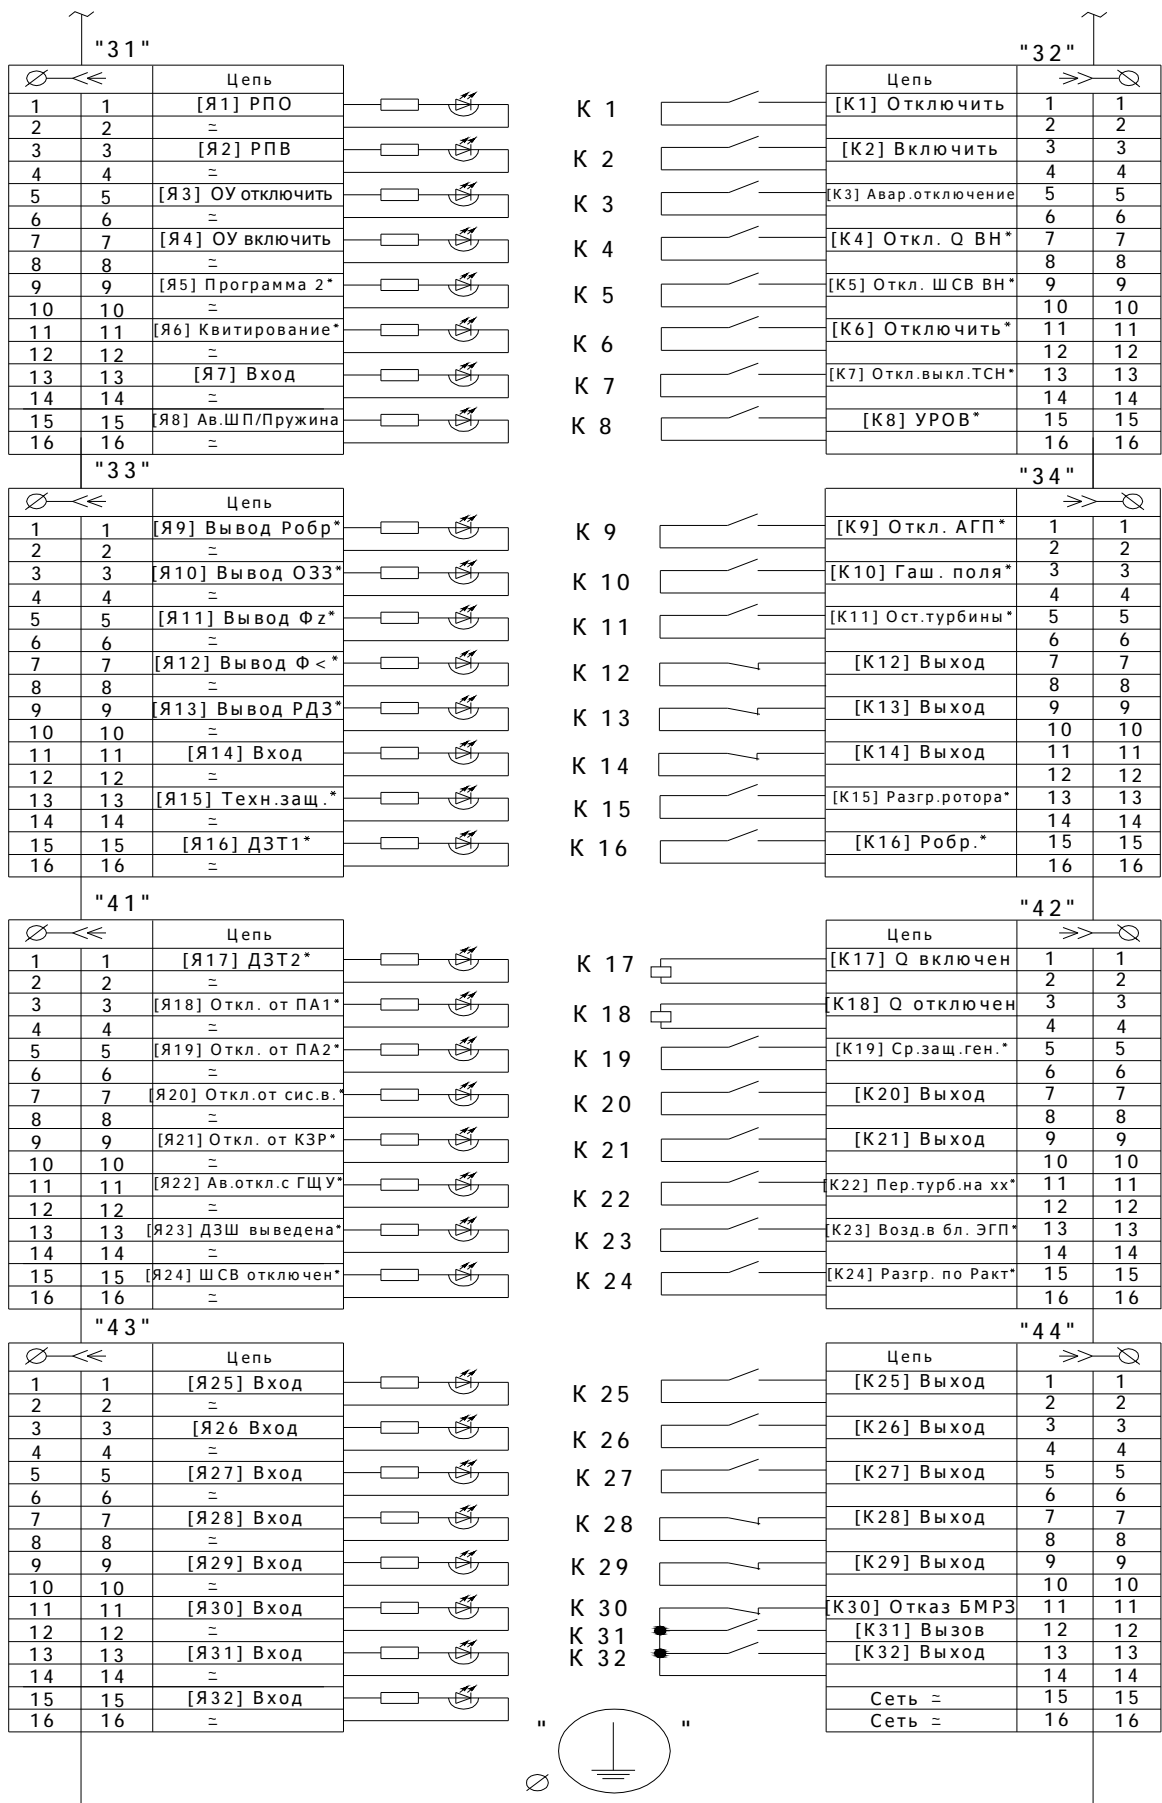 "31"
Цепь
1 1 [Я1] РПО
2 2 ~
3 3 [Я2] РПВ
4 4 ~
5 5 [Я3] ОУ отключить
6 6 ~
7 7 [Я4] ОУ включить
8 8 ~
9 9 [Я5] Программа 2*
10 10 ~
11 11 [Я6] Квитирование*
12 12 ~
13 13 [Я7] Вход
14 14 ~
15 15 [Я8] Ав.ШП/Пружина
16 16 ~
"32"
Цепь
К 1 [К1] Отключить 1 1
2 2
К 2 [К2] Включить 3 3
4 4
К 3 [К3] Авар.отключение 5 5
6 6
К 4 [К4] Откл. Q ВН* 7 7
8 8
К 5 [К5] Откл. ШСВ ВН* 9 9
10 10
К 6 [К6] Отключить* 11 11
12 12
К 7 [К7] Откл.выкл.ТСН* 13 13
14 14
К 8 [К8] УРОВ* 15 15
16 16
"33"
Цепь
1 1 [Я9] Вывод Робр*
2 2 ~
3 3 [Я10] Вывод ОЗЗ*
4 4 ~
5 5 [Я11] Вывод Фz*
6 6 ~
7 7 [Я12] Вывод Ф<*
8 8 ~
9 9 [Я13] Вывод РДЗ*
10 10 ~
11 11 [Я14] Вход
12 12 ~
13 13 [Я15] Техн.защ.*
14 14 ~
15 15 [Я16] ДЗТ1*
16 16 ~
"34"
К 9 [К9] Откл. АГП* 1 1
2 2
К 10 [К10] Гаш. поля* 3 3
4 4
К 11 [К11] Ост.турбины* 5 5
6 6
К 12 [К12] Выход 7 7
8 8
К 13 [К13] Выход 9 9
10 10
К 14 [К14] Выход 11 11
12 12
К 15 [К15] Разгр.ротора* 13 13
14 14
К 16 [К16] Робр.* 15 15
16 16
"41"
Цепь
1 1 [Я17] ДЗТ2*
2 2 ~
3 3 [Я18] Откл. от ПА1*
4 4 ~
5 5 [Я19] Откл. от ПА2*
6 6 ~
7 7 [Я20] Откл.от сис.в.*
8 8 ~
9 9 [Я21] Откл. от КЗР*
10 10 ~
11 11 [Я22] Ав.откл.с ГЩУ*
12 12 ~
13 13 [Я23] ДЗШ выведена*
14 14 ~
15 15 [Я24] ШСВ отключен*
16 16 ~
"42"
Цепь
К 17 [К17] Q включен 1 1
2 2
К 18 [К18] Q отключен 3 3
4 4
К 19 [К19] Ср.защ.ген.* 5 5
6 6
К 20 [К20] Выход 7 7
8 8
К 21 [К21] Выход 9 9
10 10
К 22 [К22] Пер.турб.на хх* 11 11
12 12
К 23 [К23] Возд.в бл. ЭГП* 13 13
14 14
К 24 [К24] Разгр. по Ракт* 15 15
16 16
"43"
Цепь
1 1 [Я25] Вход
2 2 ~
3 3 [Я26 Вход
4 4 ~
5 5 [Я27] Вход
6 6 ~
7 7 [Я28] Вход
8 8 ~
9 9 [Я29] Вход
10 10 ~
11 11 [Я30] Вход
12 12 ~
13 13 [Я31] Вход
14 14 ~
15 15 [Я32] Вход
16 16 ~
"44"
Цепь
К 25 [К25] Выход 1 1
2 2
К 26 [К26] Выход 3 3
4 4
К 27 [К27] Выход 5 5
6 6
К 28 [К28] Выход 7 7
8 8
К 29 [К29] Выход 9 9
10 10
К 30 [К30] Отказ БМРЗ 11 11
К 31 [К31] Вызов 12 12
К 32 [К32] Выход 13 13
14 14
Сеть ~ 15 15
Сеть ~ 16 16
" "